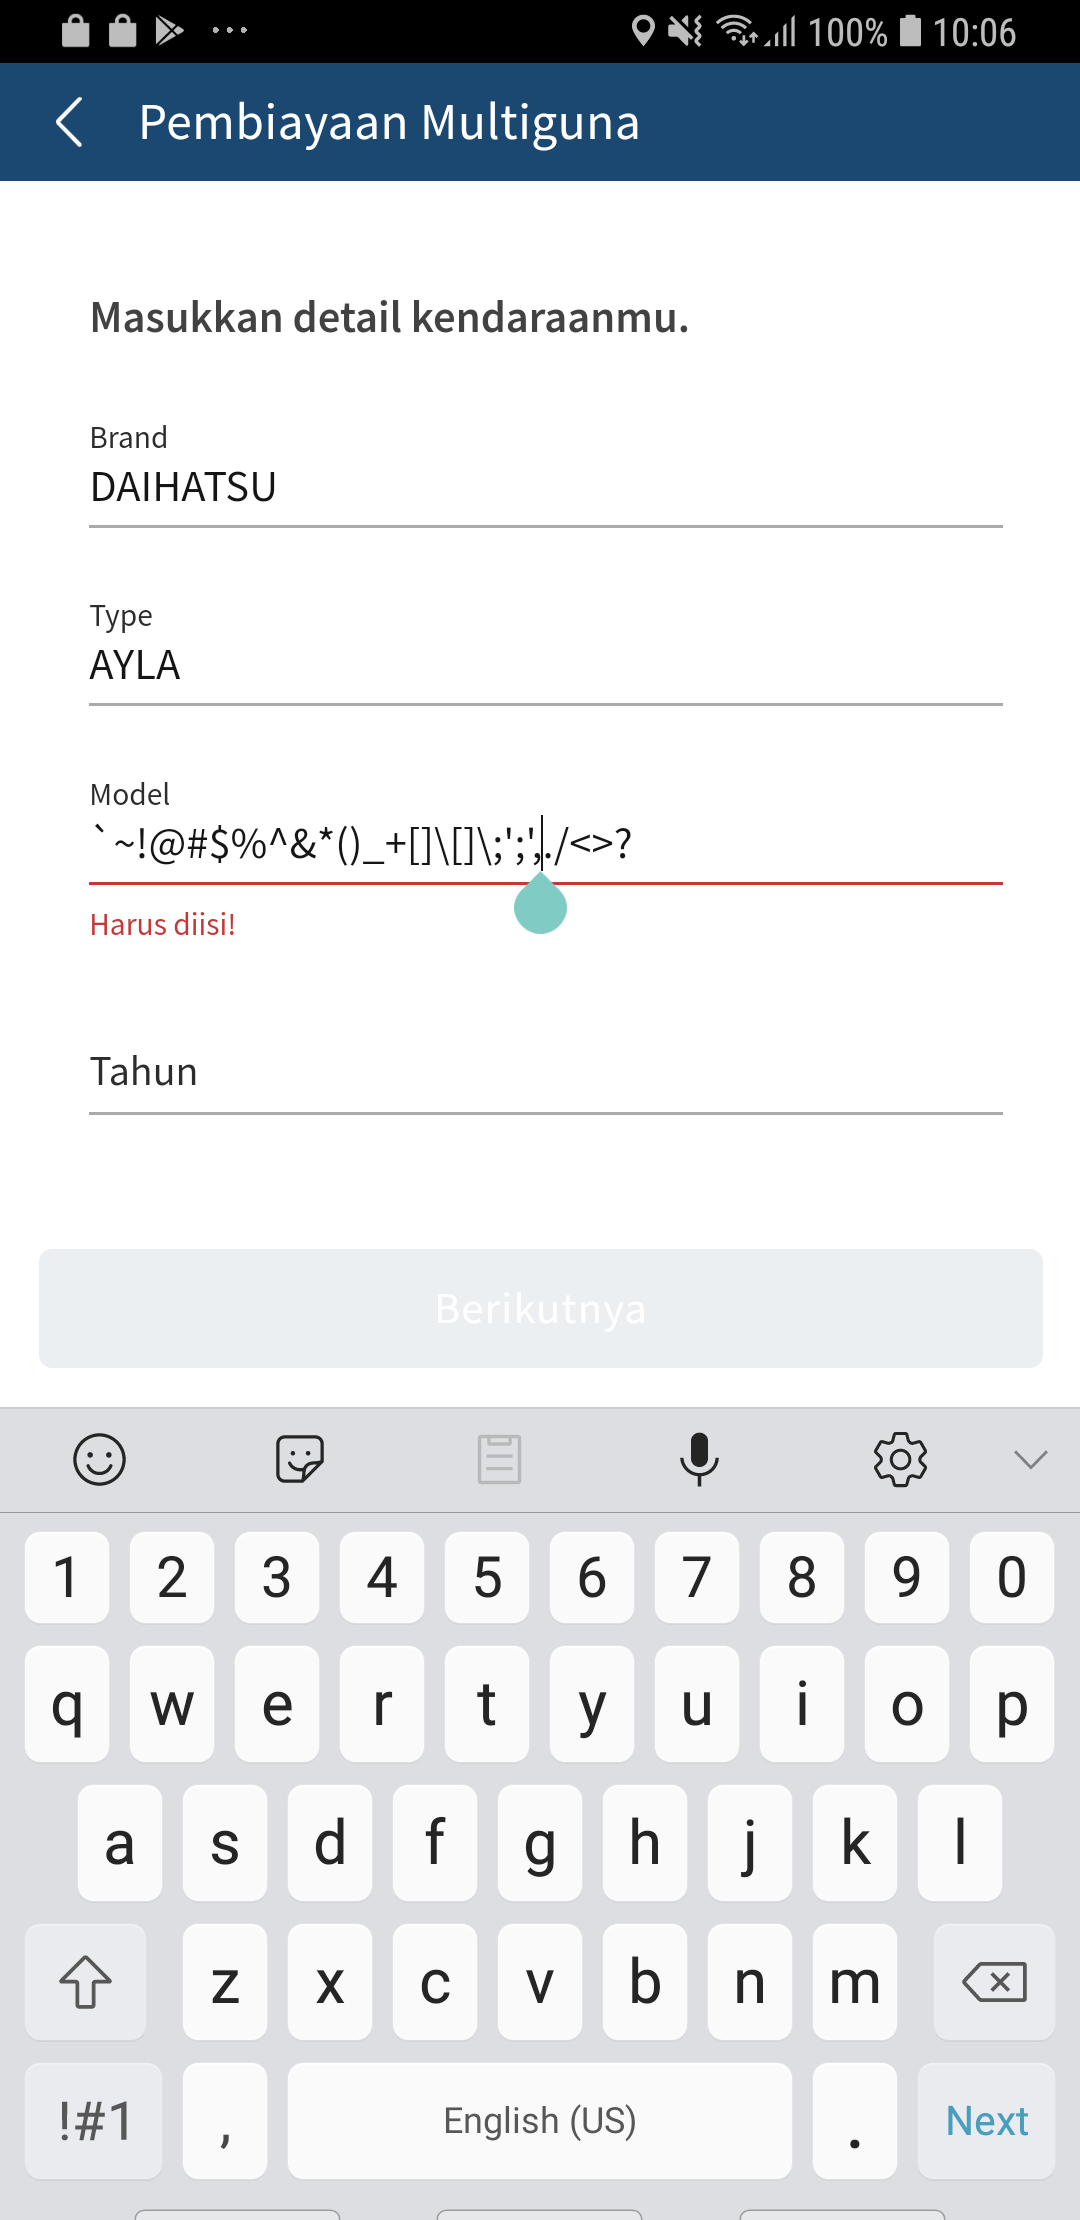 100% 10:06
Pembiayaan Multiguna
Masukkan detail kendaraanmu.
Brand
DAIHATSU
Type
AYLA
Model
`~!@#$%^&*()_+[]\[]\;';',./<>?
Harus diisi!
Tahun
Berikutnya
1 2 3 4 5 6 7 8 9 0
q w e r t y u i o p
a s d f g h j k l
z x c v b n m
!#1 , English (US) . Next